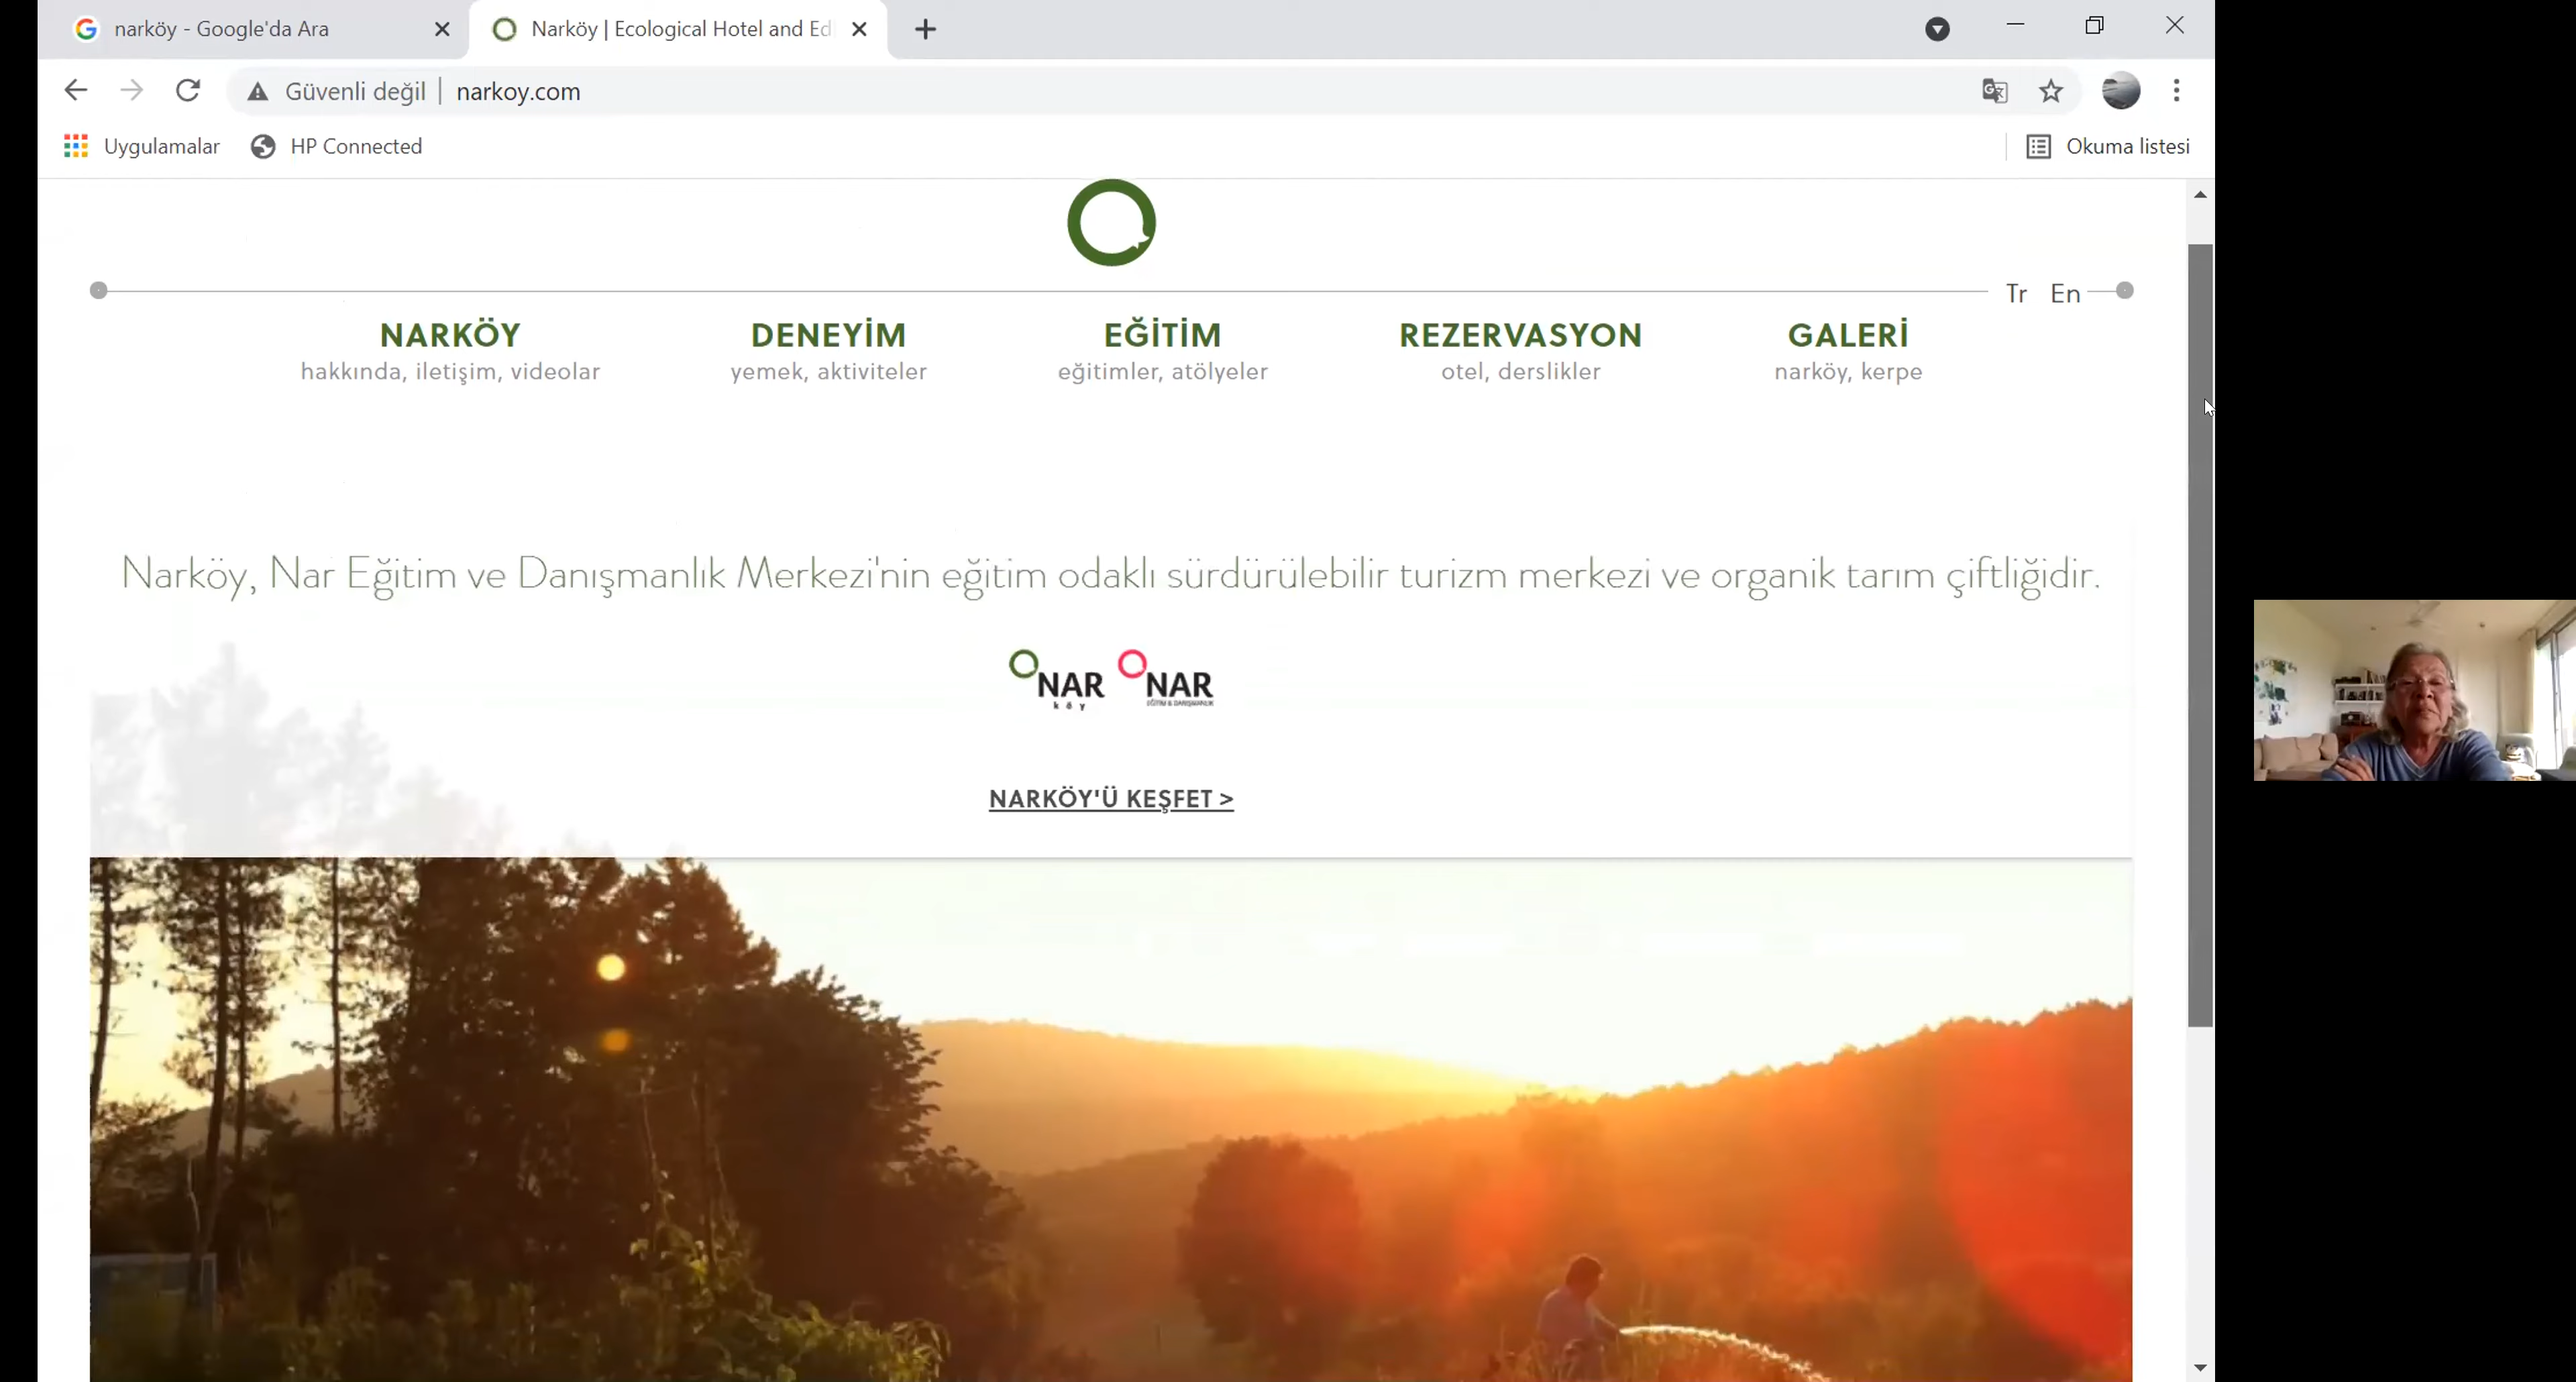 narköy - Google'da Ara
Narköy | Ecological Hotel and Ed
Güvenli değil | narkoy.com
Uygulamalar
HP Connected
Okuma listesi
Tr En
NARKÖY
hakkında, iletişim, videolar
DENEYİM
yemek, aktiviteler
EĞİTİM
eğitimler, atölyeler
REZERVASYON
otel, derslikler
GALERİ
narköy, kerpe
Narköy, Nar Eğitim ve Danışmanlık Merkezi'nin eğitim odaklı sürdürülebilir turizm merkezi ve organik tarım çiftliğidir.
NAR
köy
NAR
EĞİTİM & DANIŞMANLIK
NARKÖY'Ü KEŞFET >